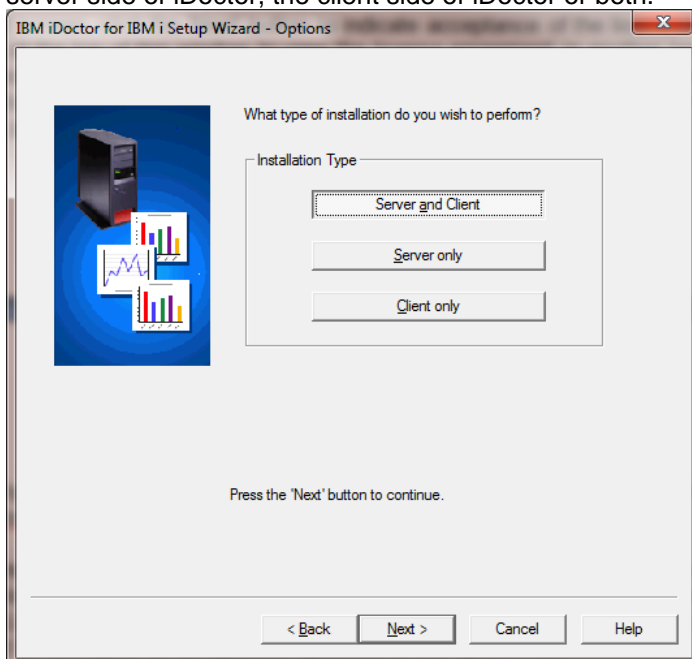 server side of iDoctor, the client side of iDoctor or both.
IBM iDoctor for IBM i Setup Wizard - Options
What type of installation do you wish to perform?
Installation Type
Server and Client
Server only
Client only
Press the 'Next' button to continue.
< Back Next > Cancel Help